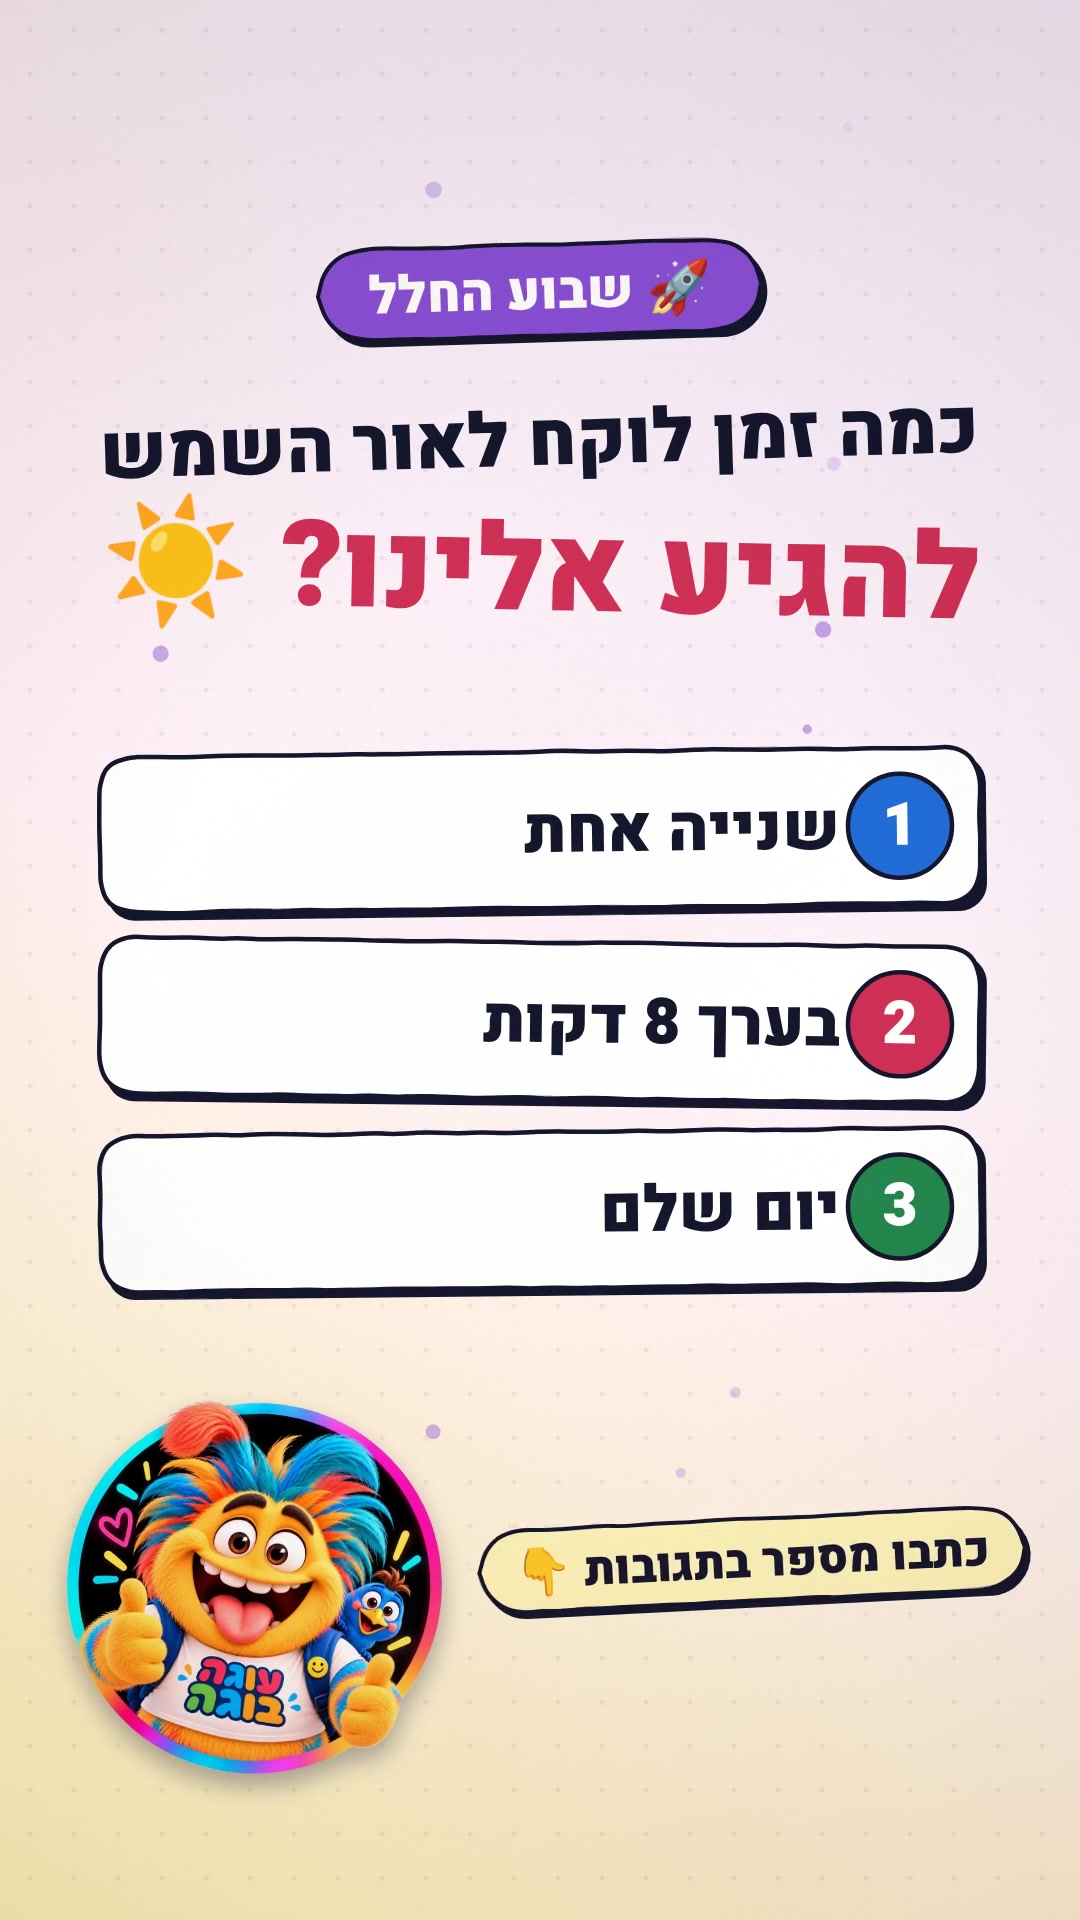 🚀 שבוע החלל
כמה זמן לוקח לאור השמש
להגיע אלינו? ☀️
1 שנייה אחת
2 בערך 8 דקות
3 יום שלם
כתבו מספר בתגובות 👇
עוגה
בוגה